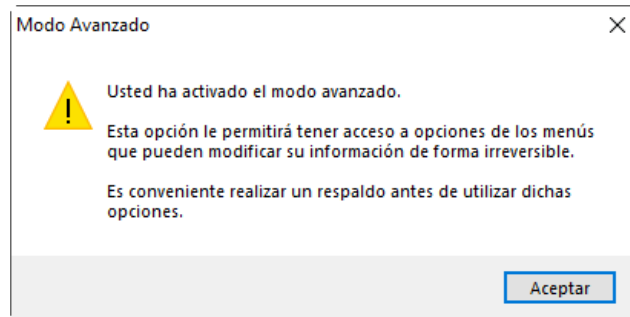 Modo Avanzado
Usted ha activado el modo avanzado.
Esta opción le permitirá tener acceso a opciones de los menús
que pueden modificar su información de forma irreversible.
Es conveniente realizar un respaldo antes de utilizar dichas
opciones.
Aceptar